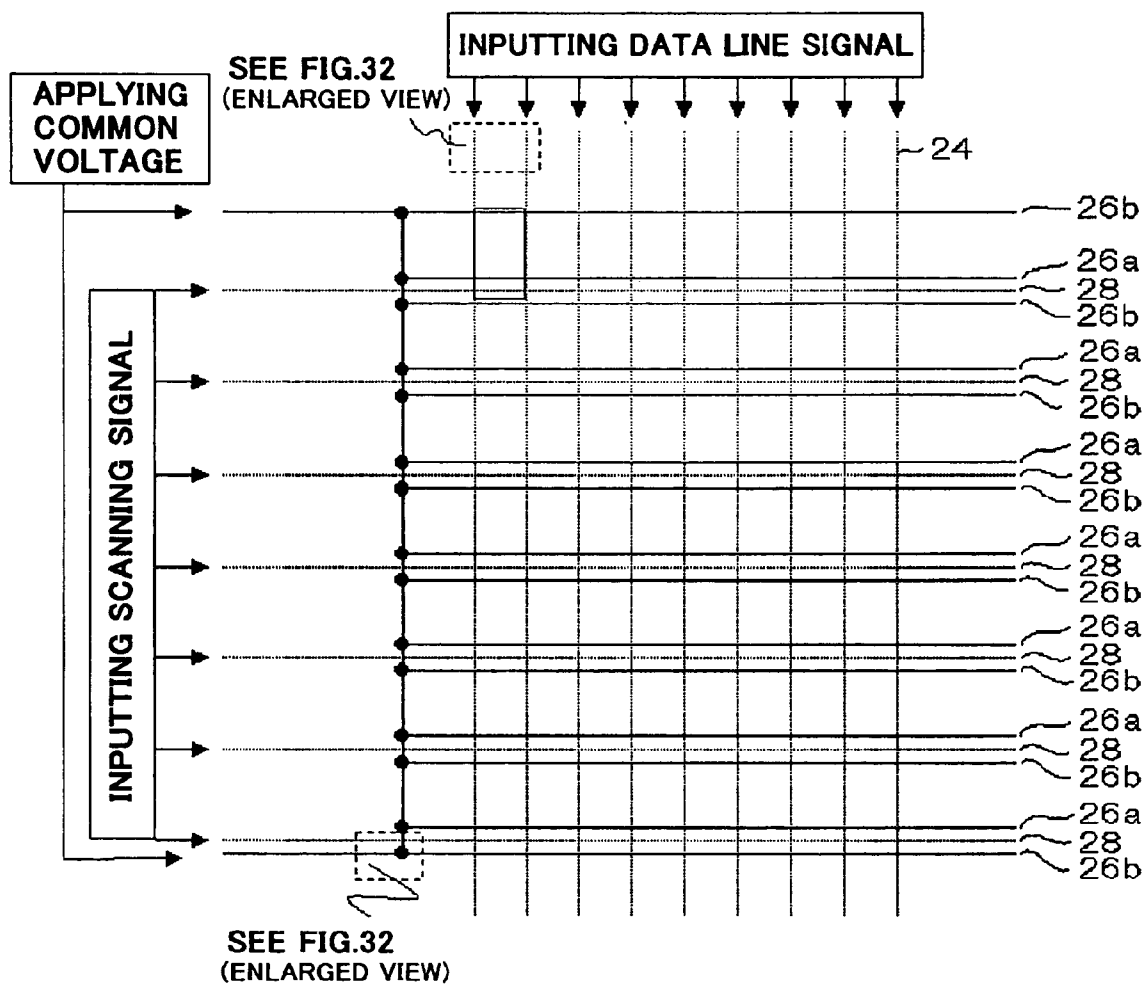 INPUTTING DATA LINE SIGNAL
SEE FIG.32
(ENLARGED VIEW)
APPLYING
COMMON
VOLTAGE
24
26b
26a
28
26b
26a
28
26b
26a
28
26b
26a
28
26b
26a
28
26b
26a
28
26b
26a
28
26b
INPUTTING SCANNING SIGNAL
SEE FIG.32
(ENLARGED VIEW)